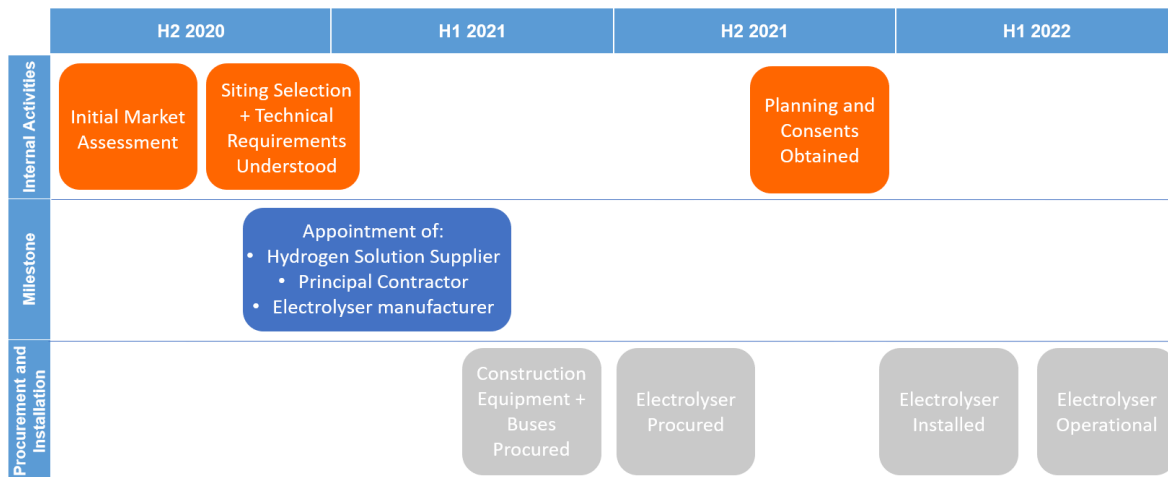 H2 2020
H1 2021
H2 2021
H1 2022
Internal Activities
Initial Market
Assessment
Siting Selection
+ Technical
Requirements
Understood
Planning and
Consents
Obtained
Milestone
Appointment of:
• Hydrogen Solution Supplier
• Principal Contractor
• Electrolyser manufacturer
Procurement and
Installation
Construction
Equipment +
Buses
Procured
Electrolyser
Procured
Electrolyser
Installed
Electrolyser
Operational